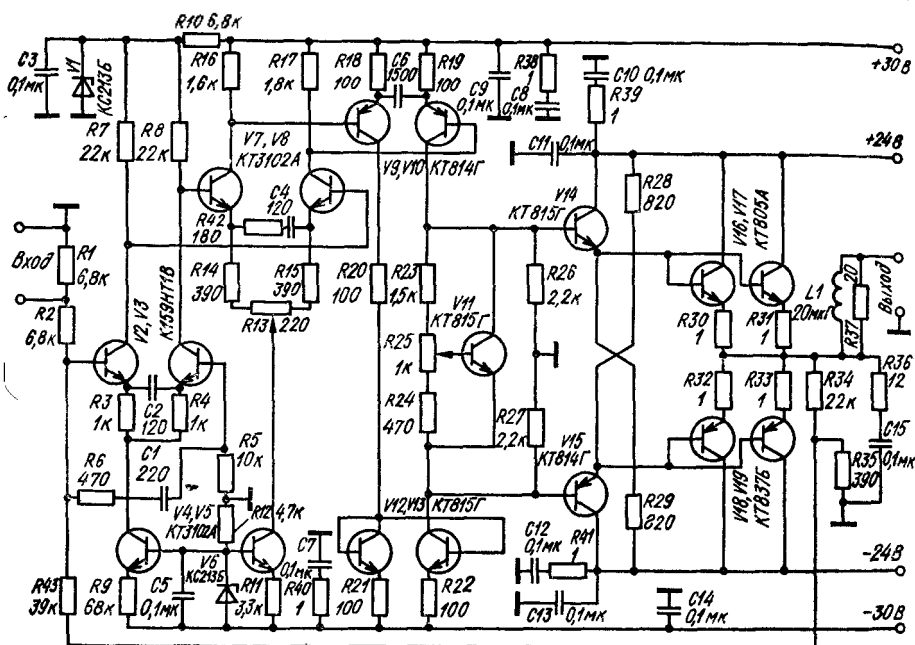 R10 6,8к
C3
0,1мк
V1
КС213Б
R16
1,6к
R17
1,8к
R18
100
C6
1500
R19
100
C9
0,1мк
R38
1
C8
0,1мк
C10 0,1мк
R39
1
+30В
R7
22к
R8
22к
V7, V8
КТ3102А
V9, V10
КТ814Г
C11
0,1мк
+24В
R28
820
V14
КТ815Г
V16, V17
КТ805А
R42
180
C4
120
Вход
R1
6,8к
R2
6,8к
V2, V3
К159НТ1В
R14
390
R15
390
R13 220
R20
100
R23
1,5к
V11
КТ815Г
R26
2,2к
R25
1к
R24
470
R27
2,2к
R30
1
R31
1
L1
20мкГ
20
R37
Выход
R32
1
R33
1
R34
22к
R36
12
C15
0,1мк
R35
390
R3
1к
C2
120
R4
1к
C1
220
R5
10к
R6
470
V4, V5
КТ3102А
R12 4,7к
V12, V13
КТ815Г
V15
КТ814Г
V18, V19
КТ837Б
R29
820
R43
39к
R9
68к
C5
0,1мк
V6
КС213Б
R11
3,3к
C7
0,1мк
R40
1
R21
100
R22
100
C12
0,1мк
R41
1
C13
0,1мк
C14
0,1мк
-24В
-30В